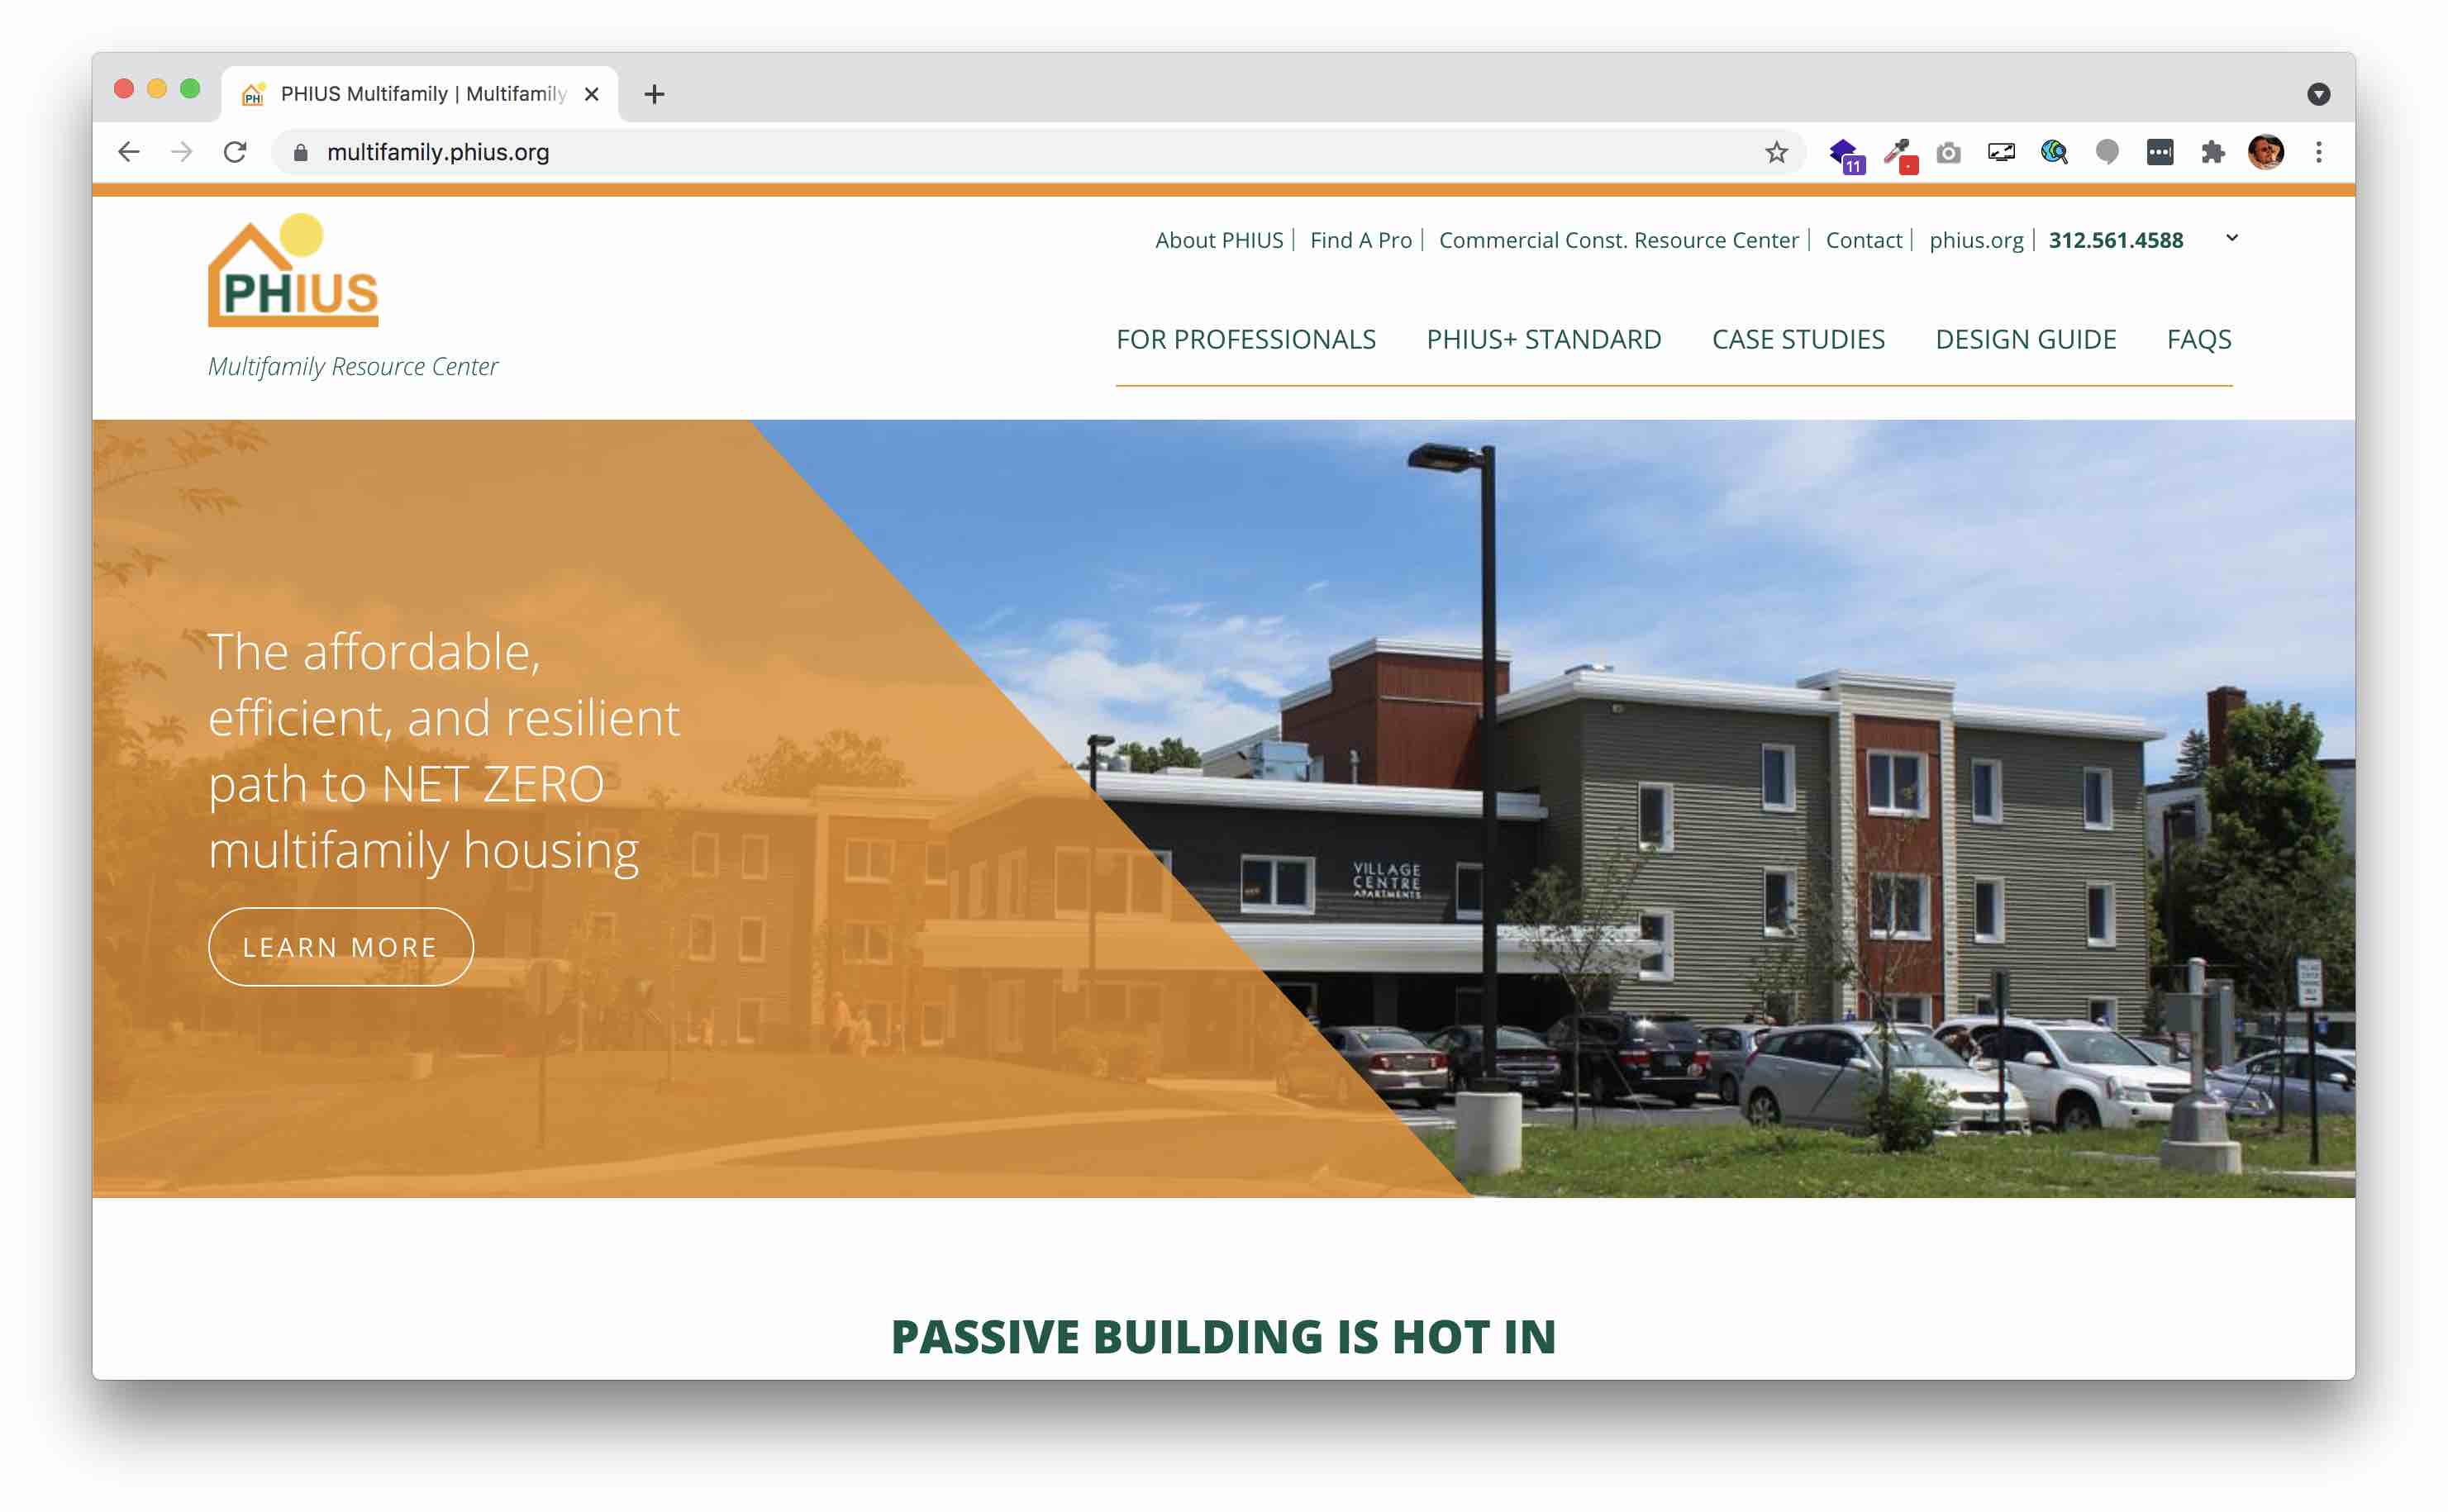 PHIUS Multifamily | Multifamily
multifamily.phius.org
11
PHIUS
Multifamily Resource Center
About PHIUS | Find A Pro | Commercial Const. Resource Center | Contact | phius.org | 312.561.4588
FOR PROFESSIONALS PHIUS+ STANDARD CASE STUDIES DESIGN GUIDE FAQS
The affordable,
efficient, and resilient
path to NET ZERO
multifamily housing
LEARN MORE
VILLAGE
CENTRE
APARTMENTS
PASSIVE BUILDING IS HOT IN